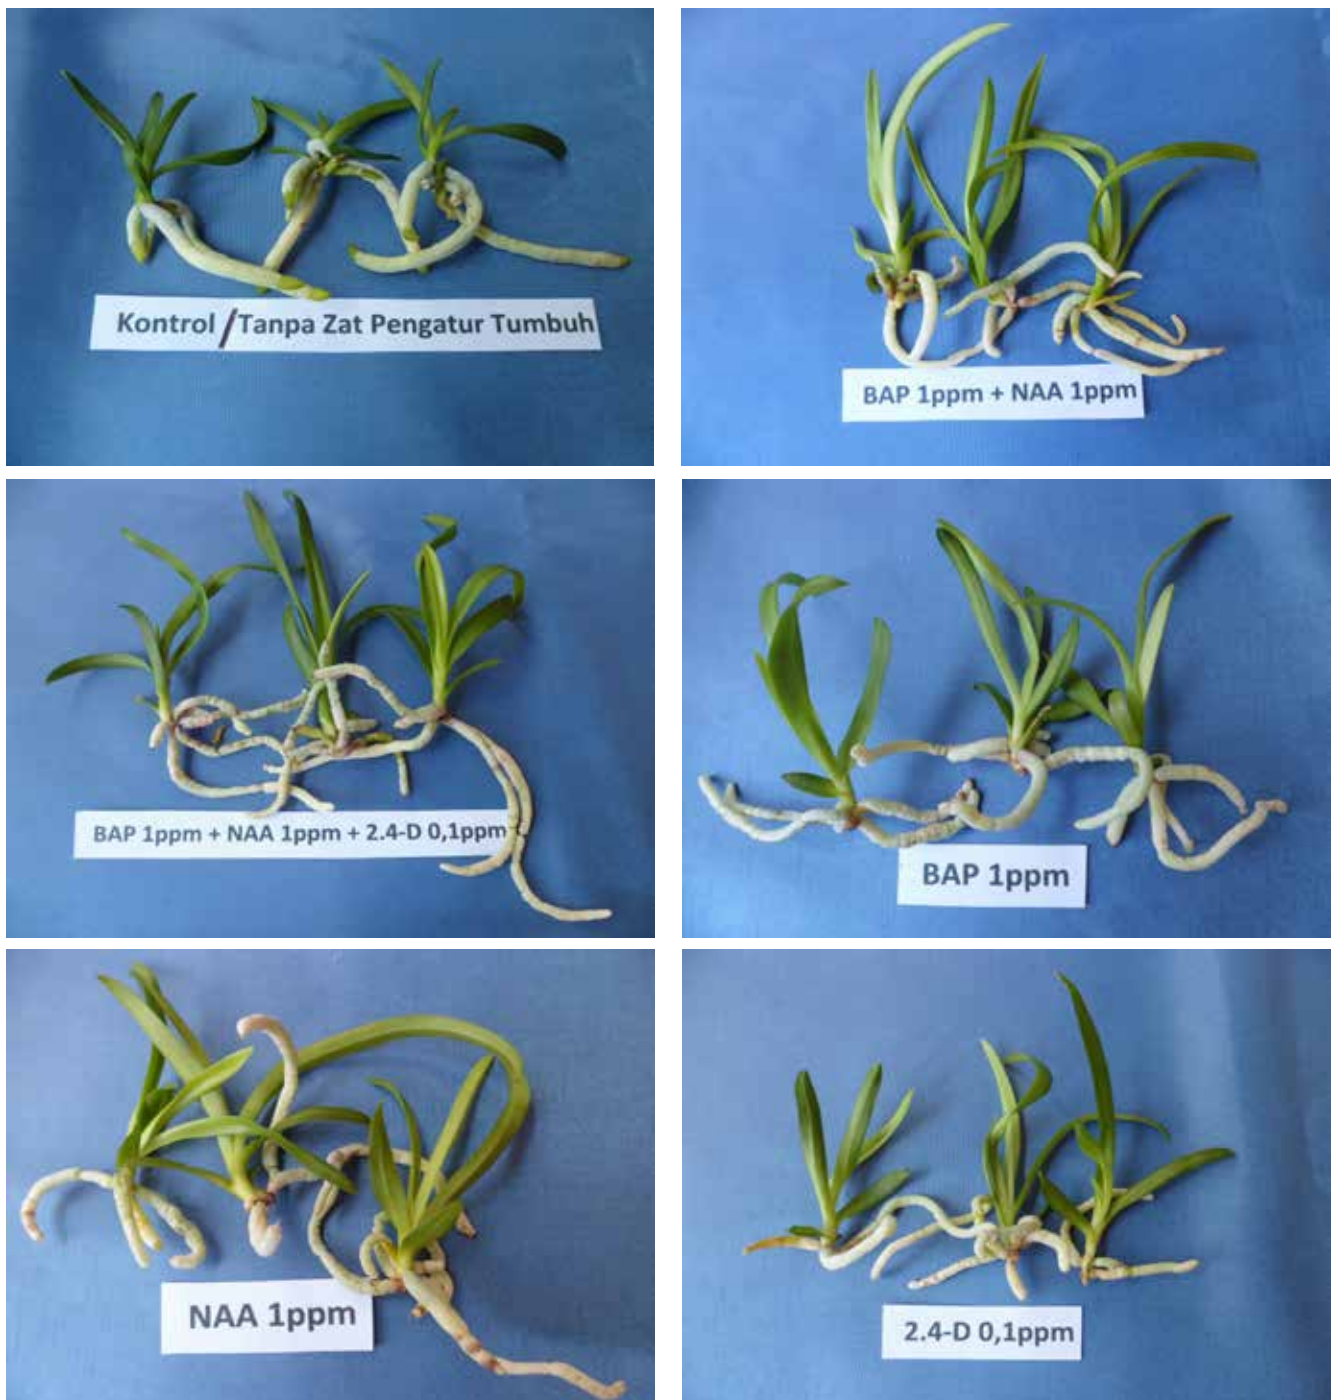 Kontrol / Tanpa Zat Pengatur Tumbuh
BAP 1ppm + NAA 1ppm
BAP 1ppm + NAA 1ppm + 2.4-D 0,1ppm
BAP 1ppm
NAA 1ppm
2.4-D 0,1ppm